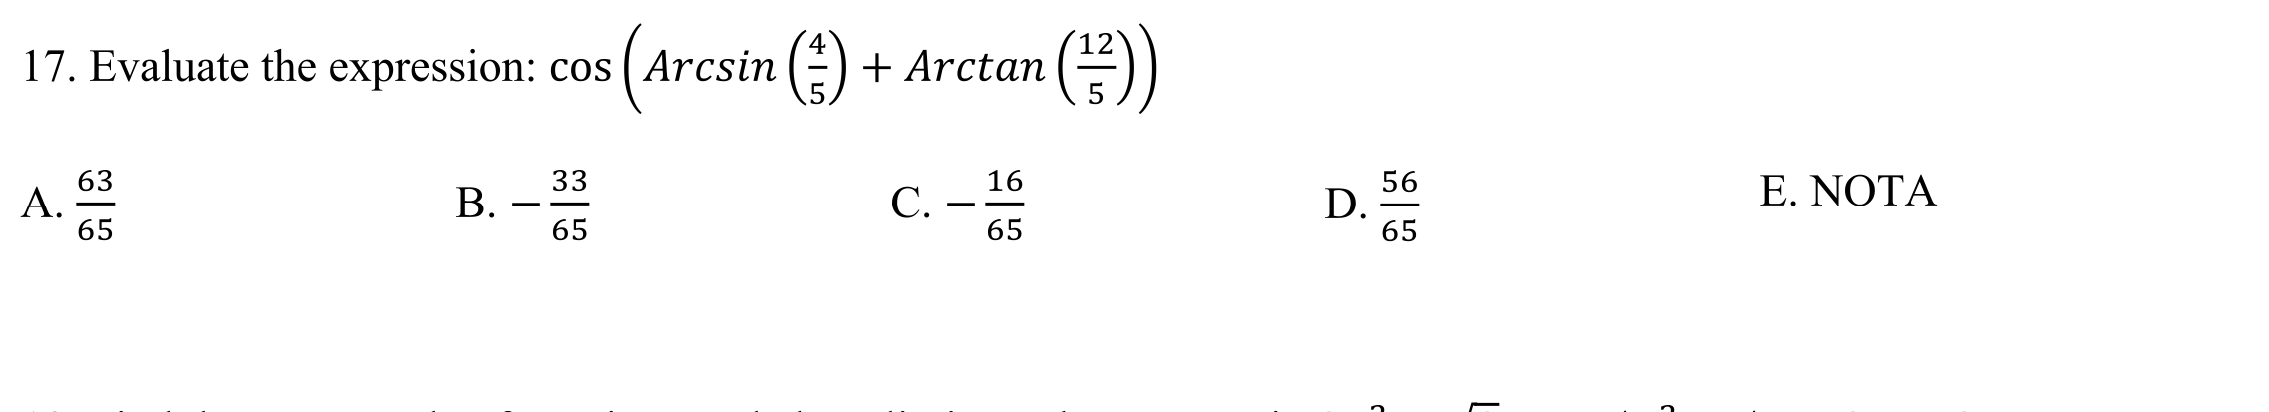 17. Evaluate the expression: cos(Arcsin(4/5) + Arctan(12/5))
A. 63/65 B. −33/65 C. −16/65 D. 56/65 E. NOTA